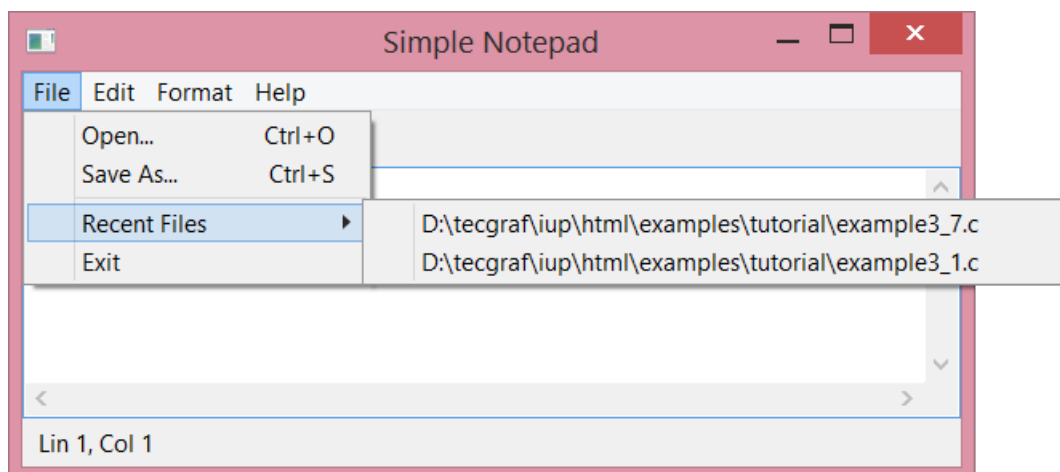 Simple Notepad
File Edit Format Help
Open... Ctrl+O
Save As... Ctrl+S
Recent Files
D:\tecgraf\iup\html\examples\tutorial\example3_7.c
Exit
D:\tecgraf\iup\html\examples\tutorial\example3_1.c
Lin 1, Col 1